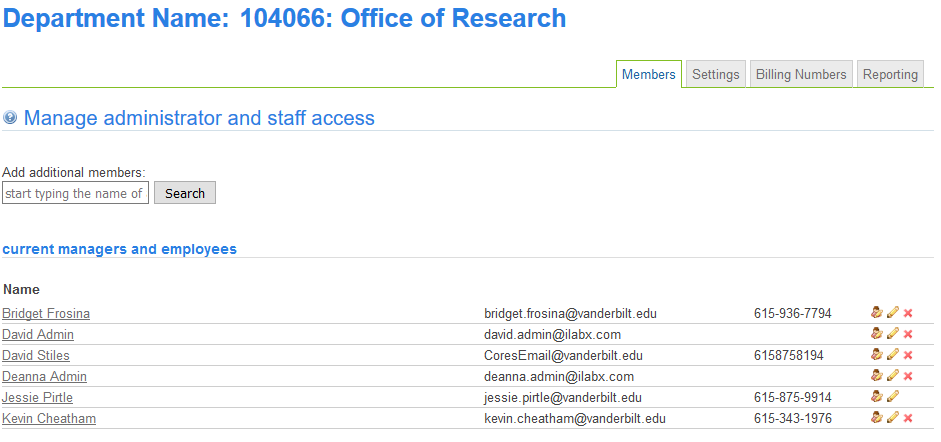 Department Name: 104066: Office of Research
Members Settings Billing Numbers Reporting
Manage administrator and staff access
Add additional members:
start typing the name of Search
current managers and employees
Name
Bridget Frosina bridget.frosina@vanderbilt.edu 615-936-7794
David Admin david.admin@ilabx.com
David Stiles CoresEmail@vanderbilt.edu 6158758194
Deanna Admin deanna.admin@ilabx.com
Jessie Pirtle jessie.pirtle@vanderbilt.edu 615-875-9914
Kevin Cheatham kevin.cheatham@vanderbilt.edu 615-343-1976